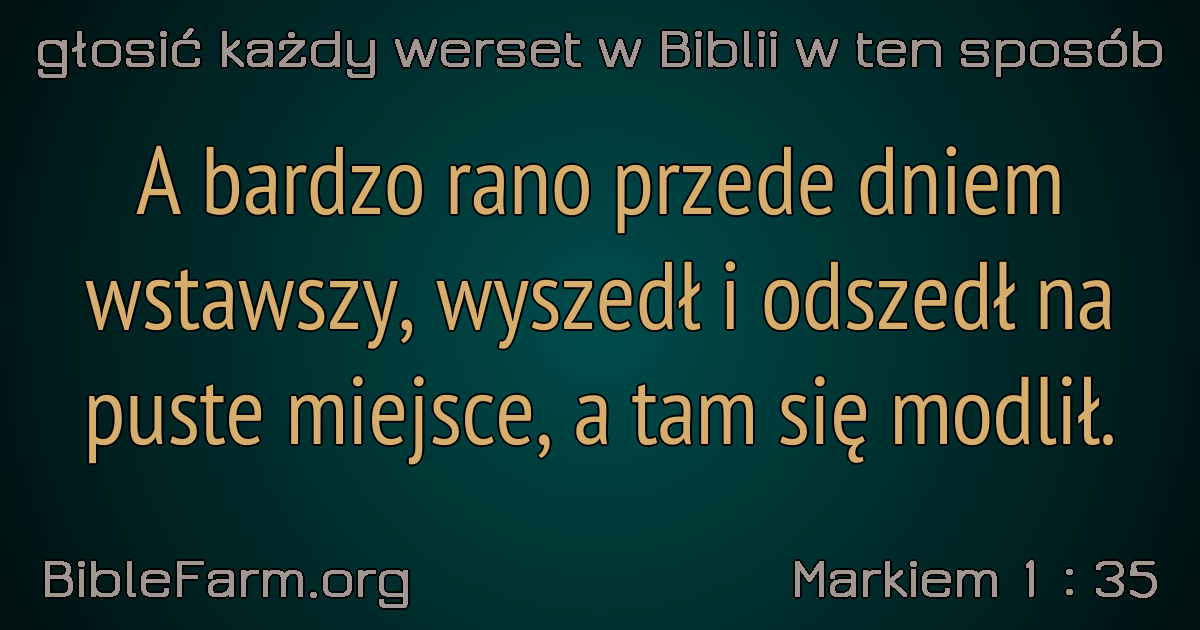 głosić każdy werset w Biblii w ten sposób
A bardzo rano przede dniem
wstawszy, wyszedł i odszedł na
puste miejsce, a tam się modlił.
BibleFarm.org
Markiem 1 : 35